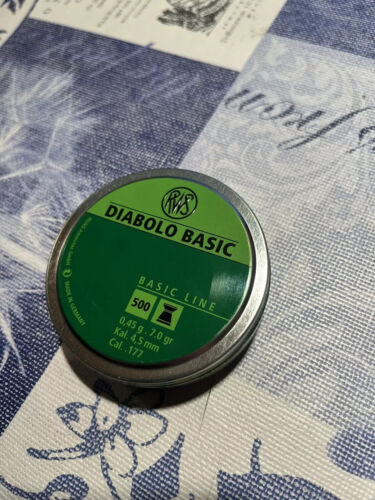 RWS
DIABOLO BASIC
BASIC LINE
500
0,45 g . 7.0 gr
Kal. 4,5 mm
Cal. .177
MADE IN GERMANY